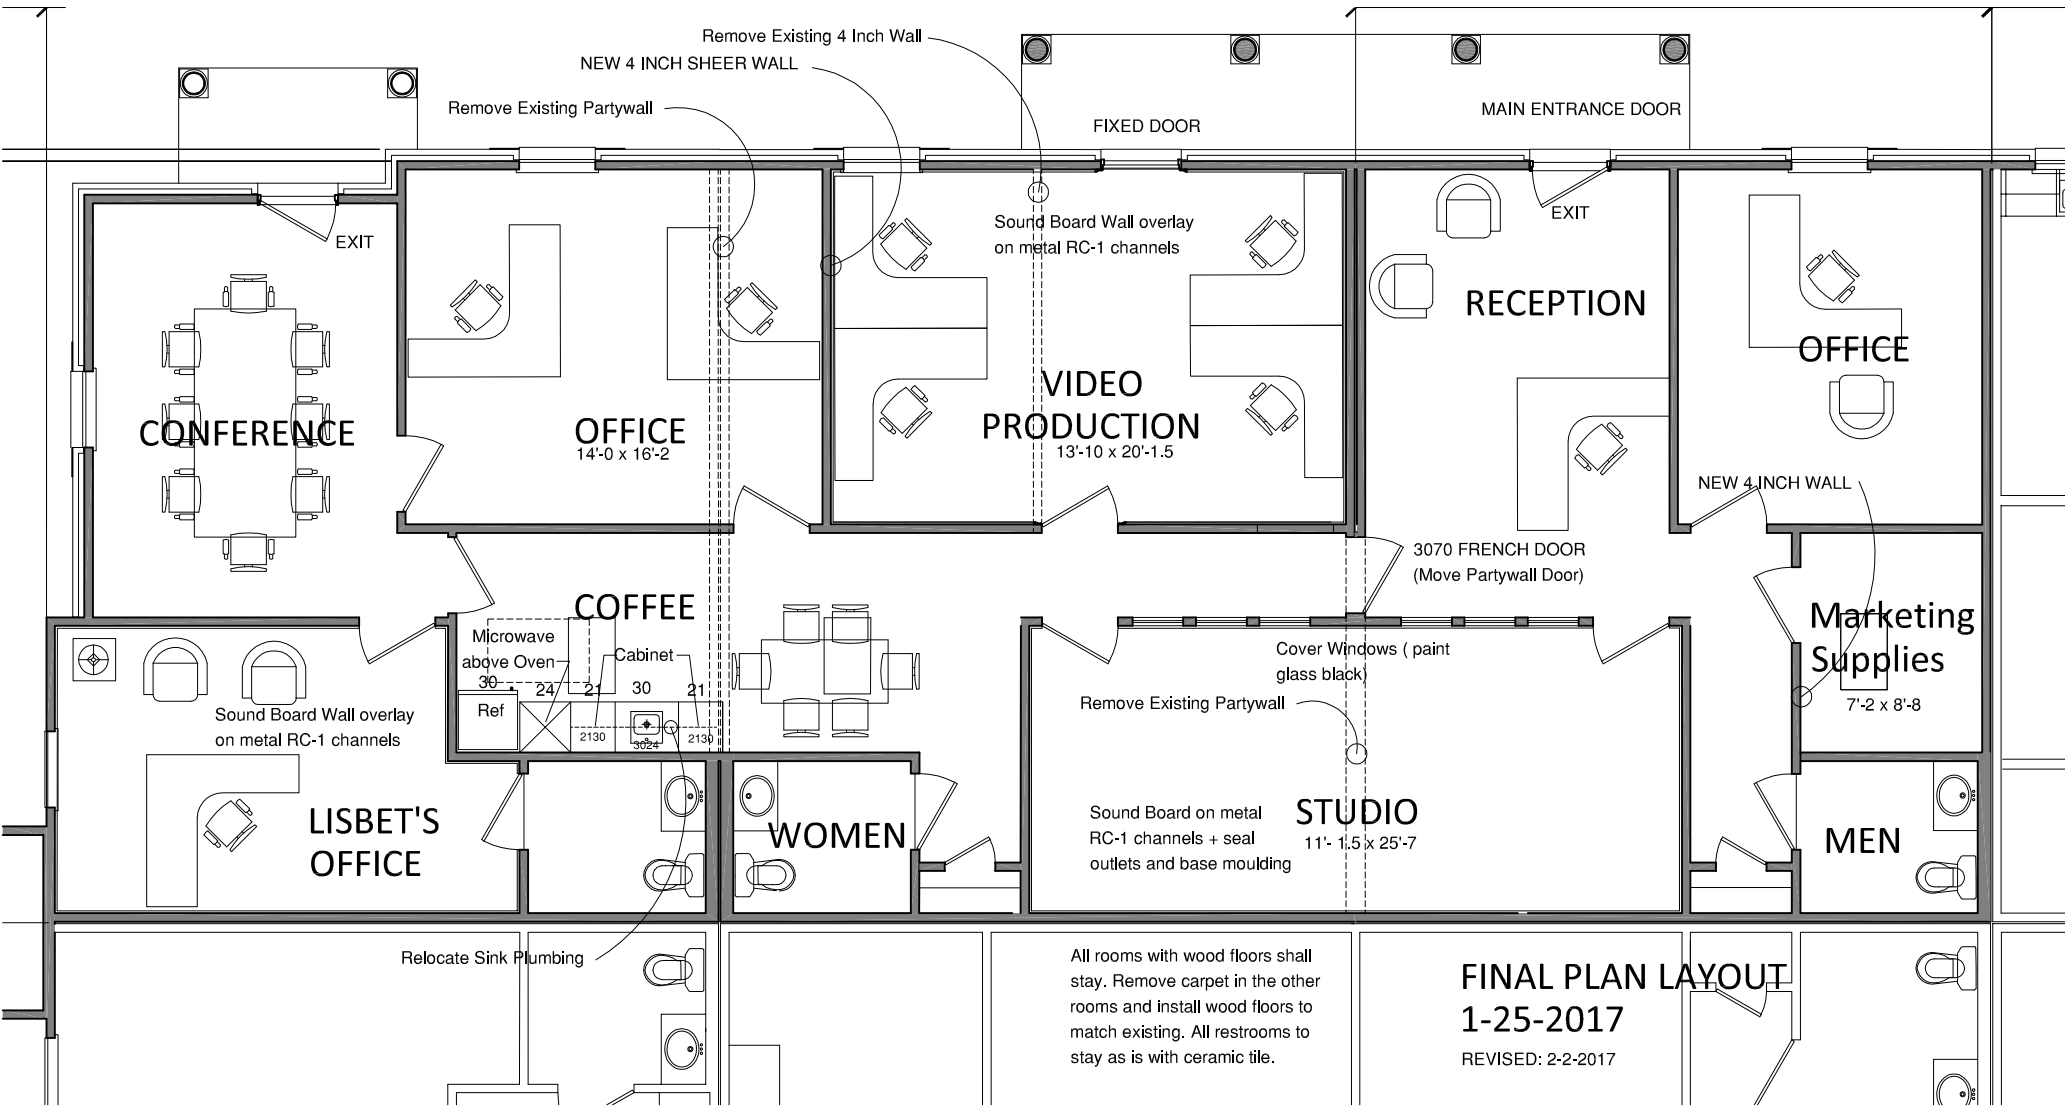 Remove Existing 4 Inch Wall
NEW 4 INCH SHEER WALL
Remove Existing Partywall
FIXED DOOR
MAIN ENTRANCE DOOR
EXIT
EXIT
Sound Board Wall overlay
on metal RC-1 channels
RECEPTION
OFFICE
CONFERENCE
OFFICE
14'-0 x 16'-2
VIDEO
PRODUCTION
13'-10 x 20'-1.5
NEW 4 INCH WALL
3070 FRENCH DOOR
(Move Partywall Door)
COFFEE
Microwave
above Oven
Cabinet
30
24
21
30
21
Ref
2130
3024
2130
Cover Windows ( paint
glass black)
Remove Existing Partywall
Marketing
Supplies
7'-2 x 8'-8
Sound Board Wall overlay
on metal RC-1 channels
LISBET'S
OFFICE
WOMEN
Sound Board on metal
RC-1 channels + seal
outlets and base moulding
STUDIO
11'- 1.5 x 25'-7
MEN
Relocate Sink Plumbing
All rooms with wood floors shall
stay. Remove carpet in the other
rooms and install wood floors to
match existing. All restrooms to
stay as is with ceramic tile.
FINAL PLAN LAYOUT
1-25-2017
REVISED: 2-2-2017